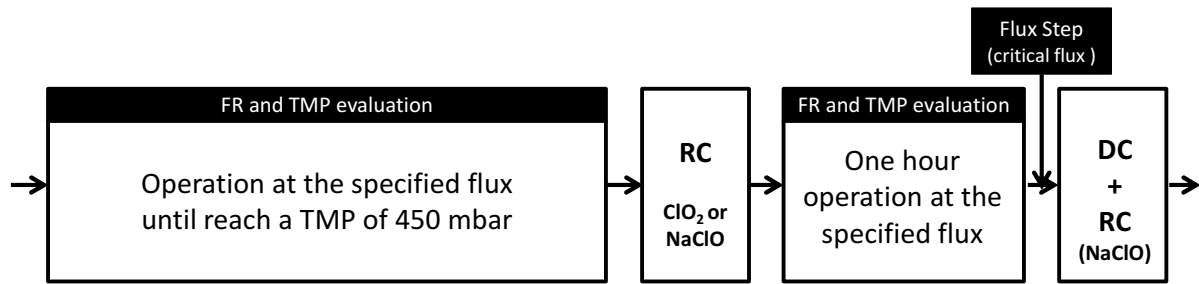 Flux Step
(critical flux )
FR and TMP evaluation
Operation at the specified flux
until reach a TMP of 450 mbar
RC
ClO₂ or
NaClO
FR and TMP evaluation
One hour
operation at the
specified flux
DC
+
RC
(NaClO)